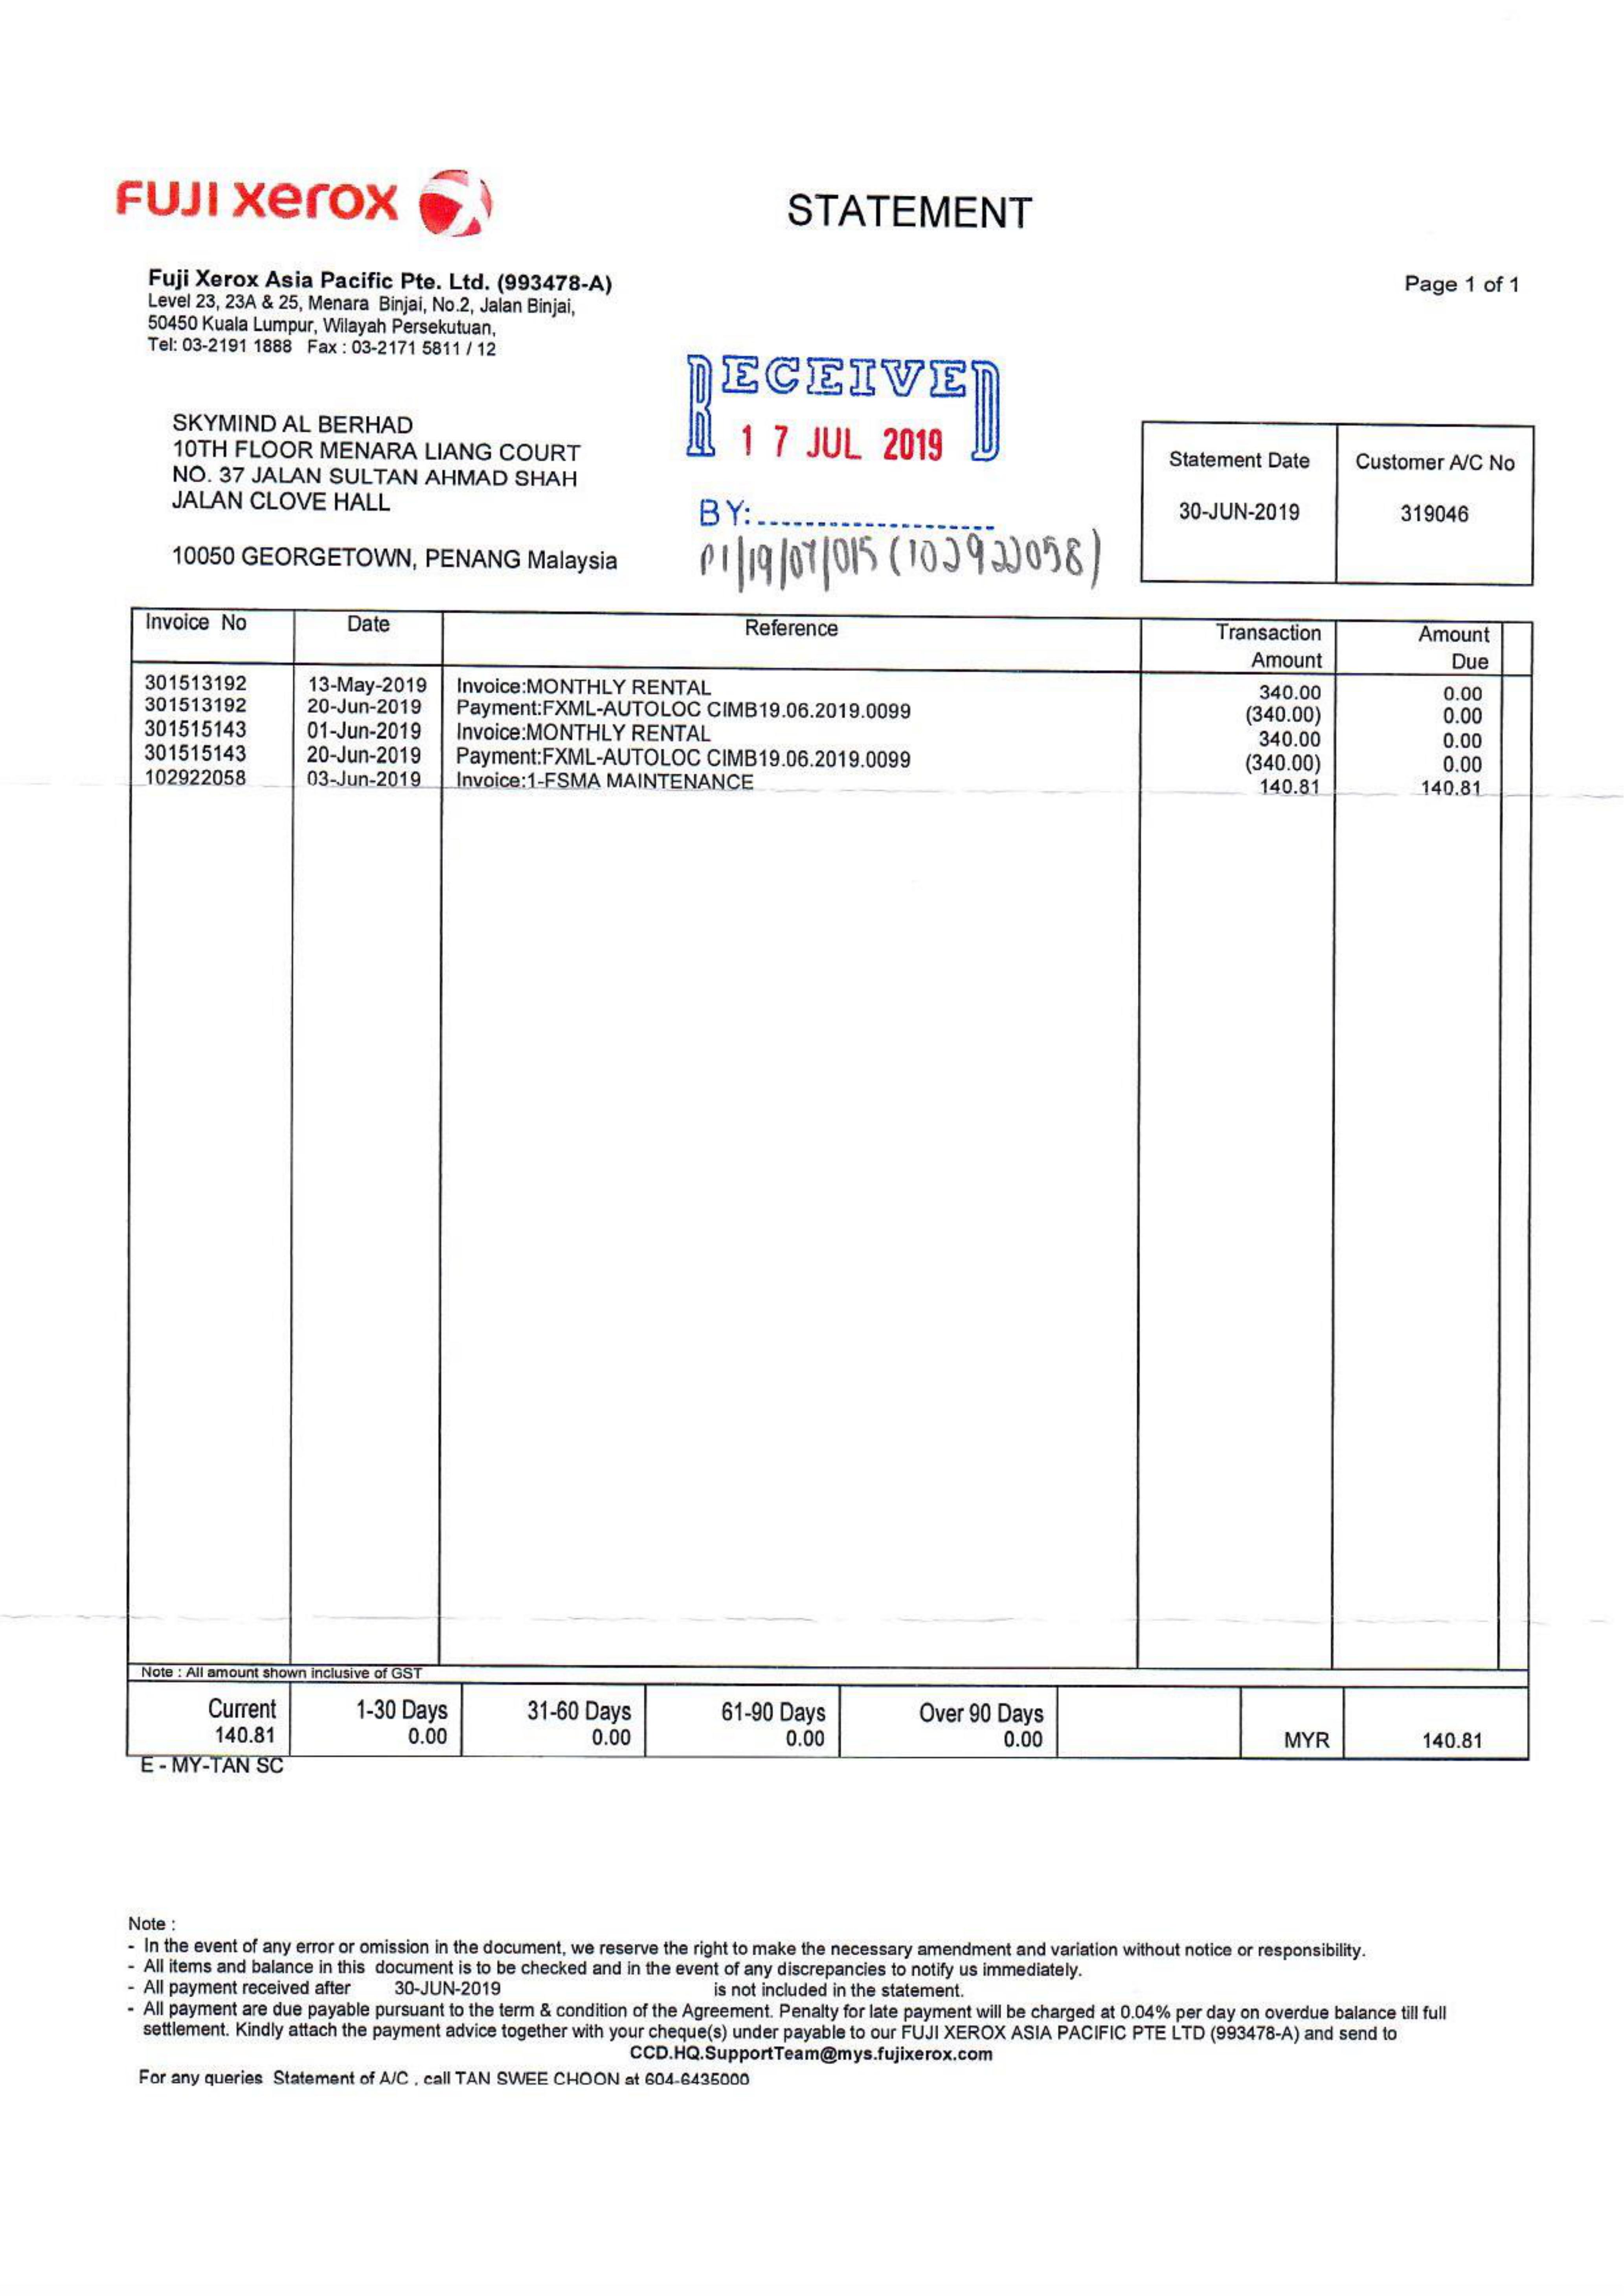 FUJI xerox
STATEMENT
Fuji Xerox Asia Pacific Pte. Ltd. (993478-A)
Page 1 of 1
Level 23, 23A & 25, Menara Binjai, No.2, Jalan Binjai,
50450 Kuala Lumpur, Wilayah Persekutuan,
Tel: 03-2191 1888 Fax : 03-2171 5811 / 12
RECEIVED
17 JUL 2019
BY:
PI/19/07/015 (102922058)
SKYMIND AL BERHAD
10TH FLOOR MENARA LIANG COURT
NO. 37 JALAN SULTAN AHMAD SHAH
JALAN CLOVE HALL
10050 GEORGETOWN, PENANG Malaysia
Statement Date Customer A/C No
30-JUN-2019 319046
Invoice No Date Reference Transaction Amount Amount Due
301513192 13-May-2019 Invoice:MONTHLY RENTAL 340.00 0.00
301513192 20-Jun-2019 Payment:FXML-AUTOLOC CIMB19.06.2019.0099 (340.00) 0.00
301515143 01-Jun-2019 Invoice:MONTHLY RENTAL 340.00 0.00
301515143 20-Jun-2019 Payment:FXML-AUTOLOC CIMB19.06.2019.0099 (340.00) 0.00
102922058 03-Jun-2019 Invoice:1-FSMA MAINTENANCE 140.81 140.81
Note : All amount shown inclusive of GST
Current 1-30 Days 31-60 Days 61-90 Days Over 90 Days
140.81 0.00 0.00 0.00 0.00 MYR 140.81
E - MY-TAN SC
Note :
- In the event of any error or omission in the document, we reserve the right to make the necessary amendment and variation without notice or responsibility.
- All items and balance in this document is to be checked and in the event of any discrepancies to notify us immediately.
- All payment received after 30-JUN-2019 is not included in the statement.
- All payment are due payable pursuant to the term & condition of the Agreement. Penalty for late payment will be charged at 0.04% per day on overdue balance till full
settlement. Kindly attach the payment advice together with your cheque(s) under payable to our FUJI XEROX ASIA PACIFIC PTE LTD (993478-A) and send to
CCD.HQ.SupportTeam@mys.fujixerox.com
For any queries Statement of A/C , call TAN SWEE CHOON at 604-6435000